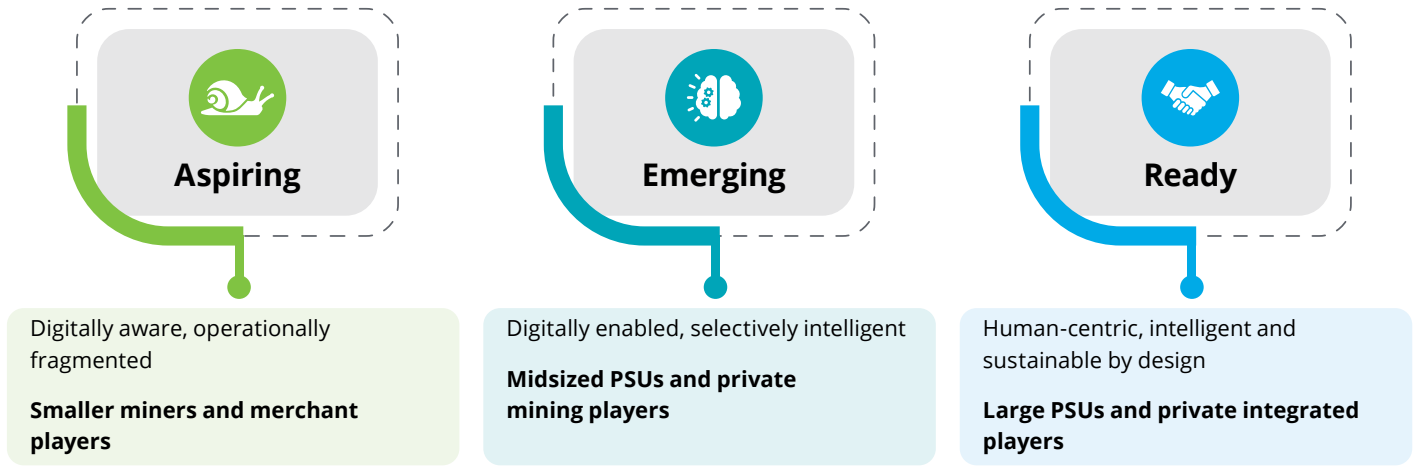 Aspiring
Digitally aware, operationally
fragmented
Smaller miners and merchant
players
Emerging
Digitally enabled, selectively intelligent
Midsized PSUs and private
mining players
Ready
Human-centric, intelligent and
sustainable by design
Large PSUs and private integrated
players